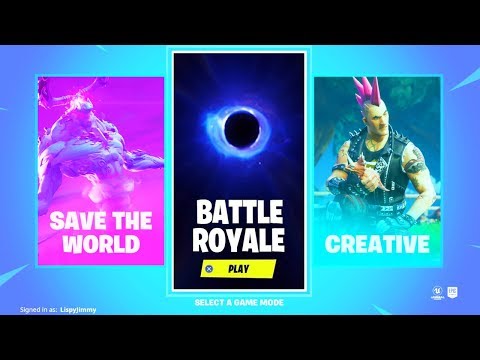 SAVE THE
WORLD
BATTLE
ROYALE
PLAY
CREATIVE
SELECT A GAME MODE
Signed in as: LispyJimmy